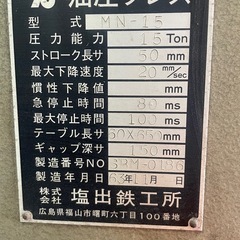 油圧プレス
型式 MN-15
圧力能力 15 Ton
ストローク長サ 50 mm
最大下降速度 20 mm/sec
慣性下降値 mm
急停止時間 80 ms
最大停止時間 100 ms
テーブル長サ
ギャップ深サ 150 mm
製造番号NO
製造年月日
株式会社 塩出鉄工所
広島県福山市曙町六丁目100番地